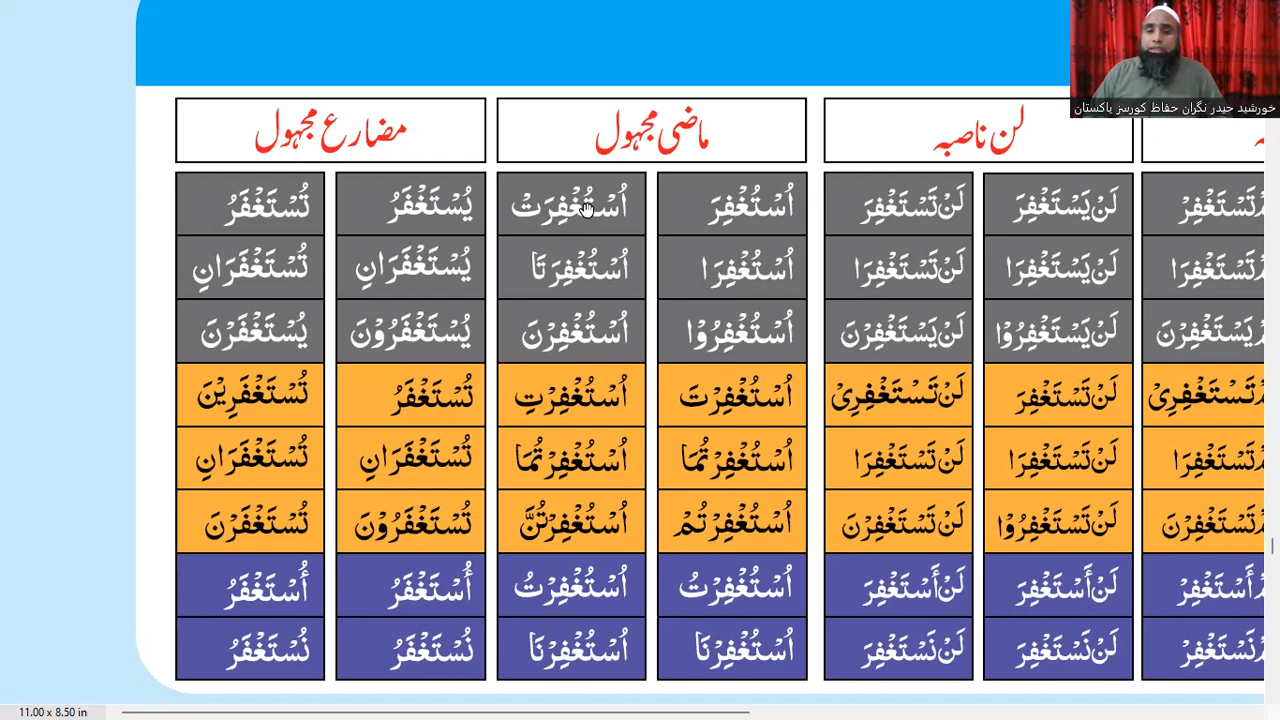 خورشید حیدر نگران حفاظ کورسز پاکستان
لن ناصبہ ماضی مجہول مضارع مجہول
لَنْ يَسْتَغْفِرَ لَنْ تَسْتَغْفِرَ اُسْتُغْفِرَ اُسْتُغْفِرَتْ يُسْتَغْفَرُ تُسْتَغْفَرُ
لَنْ يَسْتَغْفِرَا لَنْ تَسْتَغْفِرَا اُسْتُغْفِرَا اُسْتُغْفِرَتَا يُسْتَغْفَرَانِ تُسْتَغْفَرَانِ
لَنْ يَسْتَغْفِرُوْا لَنْ يَسْتَغْفِرْنَ اُسْتُغْفِرُوْا اُسْتُغْفِرْنَ يُسْتَغْفَرُوْنَ يُسْتَغْفَرْنَ
لَنْ تَسْتَغْفِرَ لَنْ تَسْتَغْفِرِىْ اُسْتُغْفِرْتَ اُسْتُغْفِرْتِ تُسْتَغْفَرُ تُسْتَغْفَرِيْنَ
لَنْ تَسْتَغْفِرَا لَنْ تَسْتَغْفِرَا اُسْتُغْفِرْتُمَا اُسْتُغْفِرْتُمَا تُسْتَغْفَرَانِ تُسْتَغْفَرَانِ
لَنْ تَسْتَغْفِرُوْا لَنْ تَسْتَغْفِرْنَ اُسْتُغْفِرْتُمْ اُسْتُغْفِرْتُنَّ تُسْتَغْفَرُوْنَ تُسْتَغْفَرْنَ
لَنْ أَسْتَغْفِرَ لَنْ أَسْتَغْفِرَ اُسْتُغْفِرْتُ اُسْتُغْفِرْتُ أُسْتَغْفَرُ أُسْتَغْفَرُ
لَنْ نَسْتَغْفِرَ لَنْ نَسْتَغْفِرَ اُسْتُغْفِرْنَا اُسْتُغْفِرْنَا نُسْتَغْفَرُ نُسْتَغْفَرُ
11.00 x 8.50 in